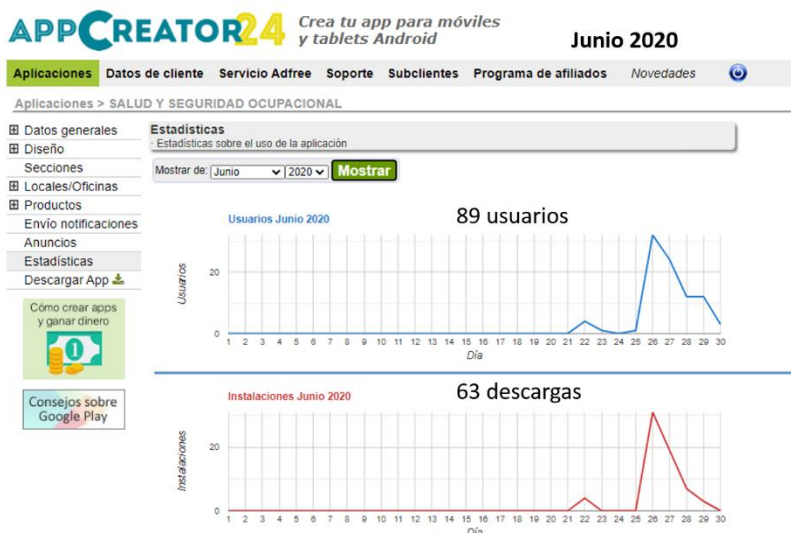 APPCREATOR24
Crea tu app para móviles
y tablets Android
Junio 2020
Aplicaciones Datos de cliente Servicio Adfree Soporte Subclientes Programa de afiliados Novedades
Aplicaciones > SALUD Y SEGURIDAD OCUPACIONAL
Datos generales
Diseño
Secciones
Locales/Oficinas
Productos
Envío notificaciones
Anuncios
Estadísticas
Descargar App
Cómo crear apps
y ganar dinero
1
Consejos sobre
Google Play
Estadísticas
· Estadísticas sobre el uso de la aplicación
Mostrar de: Junio 2020 Mostrar
Usuarios Junio 2020
89 usuarios
Usuarios
20
0
1 2 3 4 5 6 7 8 9 10 11 12 13 14 15 16 17 18 19 20 21 22 23 24 25 26 27 28 29 30
Día
Instalaciones Junio 2020
63 descargas
Instalaciones
20
0
1 2 3 4 5 6 7 8 9 10 11 12 13 14 15 16 17 18 19 20 21 22 23 24 25 26 27 28 29 30
Día